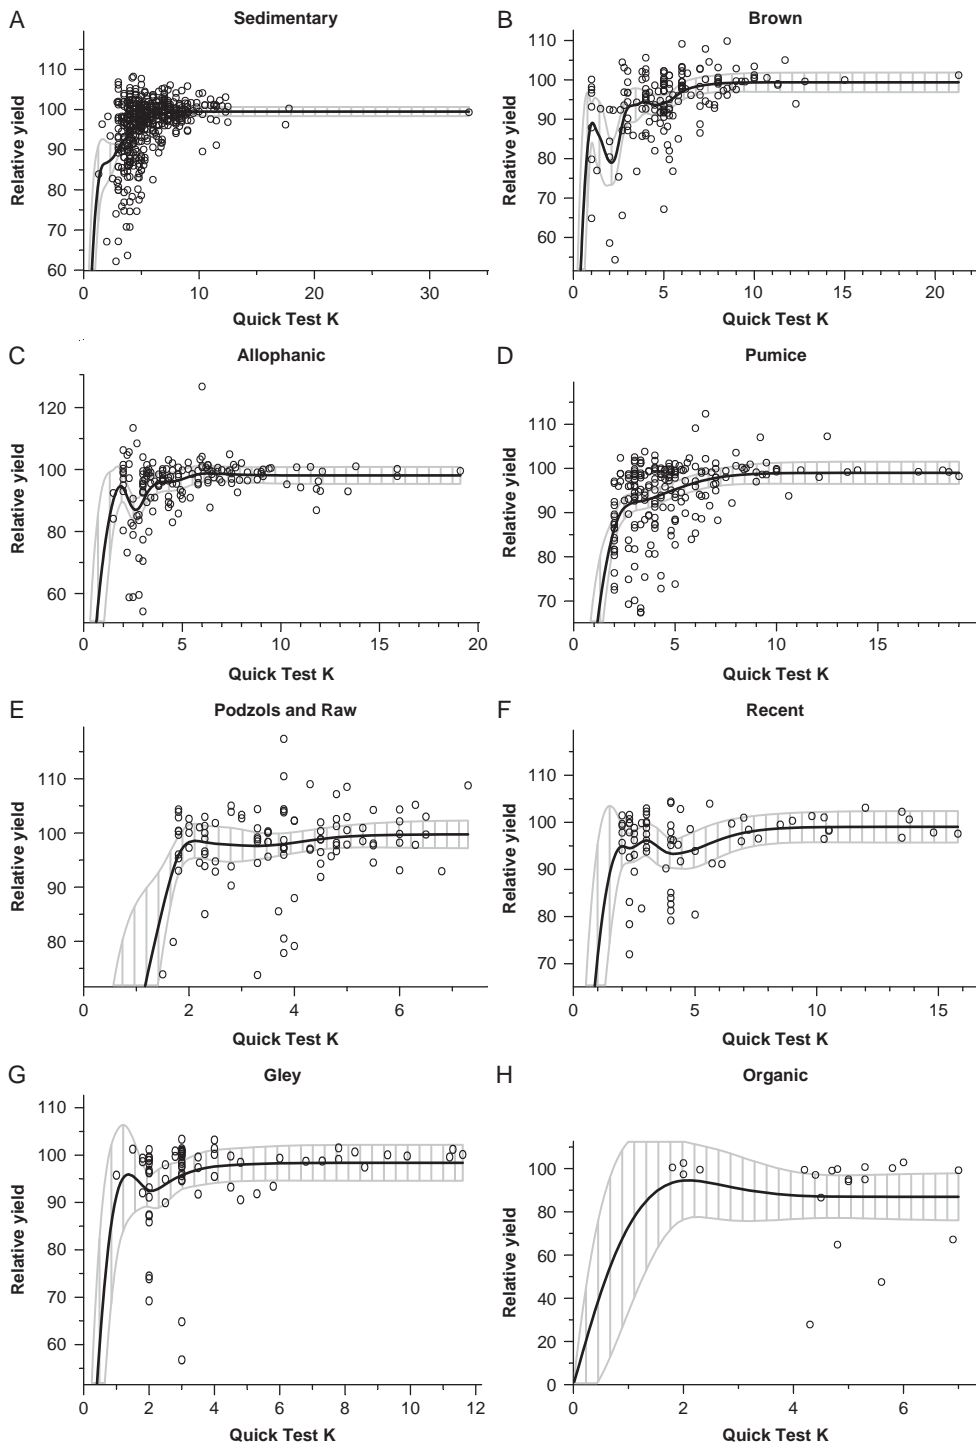 A
Sedimentary
110
100
90
80
70
60
Relative yield
0 10 20 30
Quick Test K
B
Brown
110
100
90
80
70
60
Relative yield
0 5 10 15 20
Quick Test K
C
Allophanic
120
100
80
60
Relative yield
0 5 10 15 20
Quick Test K
D
Pumice
110
100
90
80
70
Relative yield
0 5 10 15
Quick Test K
E
Podzols and Raw
110
100
90
80
Relative yield
0 2 4 6
Quick Test K
F
Recent
110
100
90
80
70
Relative yield
0 5 10 15
Quick Test K
G
Gley
110
100
90
80
70
60
Relative yield
0 2 4 6 8 10 12
Quick Test K
H
Organic
100
80
60
40
20
0
Relative yield
0 2 4 6
Quick Test K